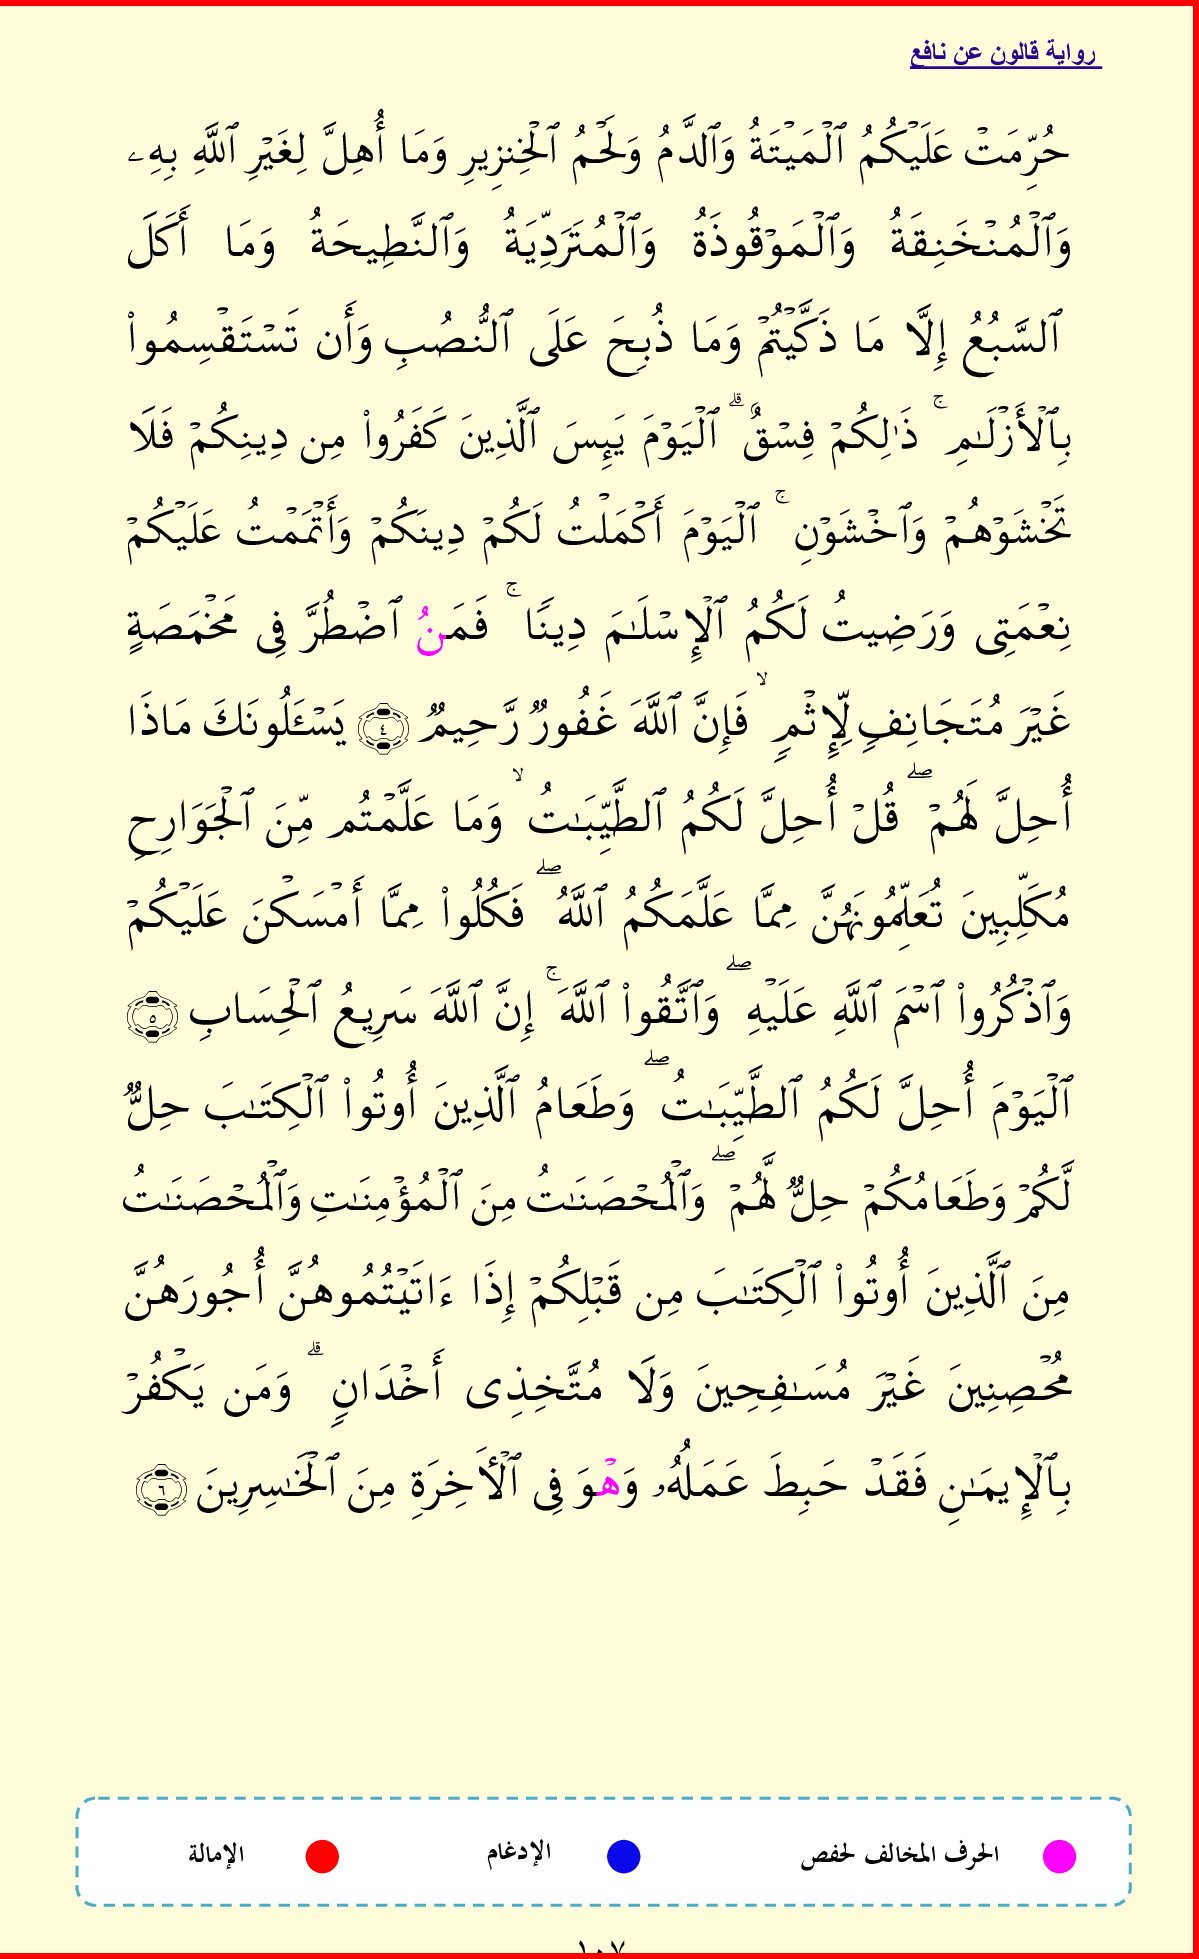 رواية قالون عن نافع
حُرِّمَتْ عَلَيْكُمُ ٱلْمَيْتَةُ وَٱلدَّمُ وَلَحْمُ ٱلْخِنزِيرِ وَمَا أُهِلَّ لِغَيْرِ ٱللَّهِ بِهِۦ
وَٱلْمُنْخَنِقَةُ وَٱلْمَوْقُوذَةُ وَٱلْمُتَرَدِّيَةُ وَٱلنَّطِيحَةُ وَمَا أَكَلَ
ٱلسَّبُعُ إِلَّا مَا ذَكَّيْتُمْ وَمَا ذُبِحَ عَلَى ٱلنُّصُبِ وَأَن تَسْتَقْسِمُواْ
بِٱلْأَزْلَٰمِ ۚ ذَٰلِكُمْ فِسْقٌ ۗ ٱلْيَوْمَ يَئِسَ ٱلَّذِينَ كَفَرُواْ مِن دِينِكُمْ فَلَا
تَخْشَوْهُمْ وَٱخْشَوْنِ ۚ ٱلْيَوْمَ أَكْمَلْتُ لَكُمْ دِينَكُمْ وَأَتْمَمْتُ عَلَيْكُمْ
نِعْمَتِى وَرَضِيتُ لَكُمُ ٱلْإِسْلَٰمَ دِينًا ۚ فَمَنُ ٱضْطُرَّ فِى مَخْمَصَةٍ
غَيْرَ مُتَجَانِفٍ لِّإِثْمٍ ۙ فَإِنَّ ٱللَّهَ غَفُورٌ رَّحِيمٌ ٤ يَسْـَٔلُونَكَ مَاذَا
أُحِلَّ لَهُمْ ۖ قُلْ أُحِلَّ لَكُمُ ٱلطَّيِّبَٰتُ ۙ وَمَا عَلَّمْتُم مِّنَ ٱلْجَوَارِحِ
مُكَلِّبِينَ تُعَلِّمُونَهُنَّ مِمَّا عَلَّمَكُمُ ٱللَّهُ ۖ فَكُلُواْ مِمَّا أَمْسَكْنَ عَلَيْكُمْ
وَٱذْكُرُواْ ٱسْمَ ٱللَّهِ عَلَيْهِ ۖ وَٱتَّقُواْ ٱللَّهَ ۚ إِنَّ ٱللَّهَ سَرِيعُ ٱلْحِسَابِ ٥
ٱلْيَوْمَ أُحِلَّ لَكُمُ ٱلطَّيِّبَٰتُ ۖ وَطَعَامُ ٱلَّذِينَ أُوتُواْ ٱلْكِتَٰبَ حِلٌّ
لَّكُمْ وَطَعَامُكُمْ حِلٌّ لَّهُمْ ۖ وَٱلْمُحْصَنَٰتُ مِنَ ٱلْمُؤْمِنَٰتِ وَٱلْمُحْصَنَٰتُ
مِنَ ٱلَّذِينَ أُوتُواْ ٱلْكِتَٰبَ مِن قَبْلِكُمْ إِذَا ءَاتَيْتُمُوهُنَّ أُجُورَهُنَّ
مُحْصِنِينَ غَيْرَ مُسَٰفِحِينَ وَلَا مُتَّخِذِى أَخْدَانٍ ۗ وَمَن يَكْفُرْ
بِٱلْإِيمَٰنِ فَقَدْ حَبِطَ عَمَلُهُۥ وَهْوَ فِى ٱلْأَخِرَةِ مِنَ ٱلْخَٰسِرِينَ ٦
الحرف المخالف لحفص الإدغام الإمالة
١٠٧